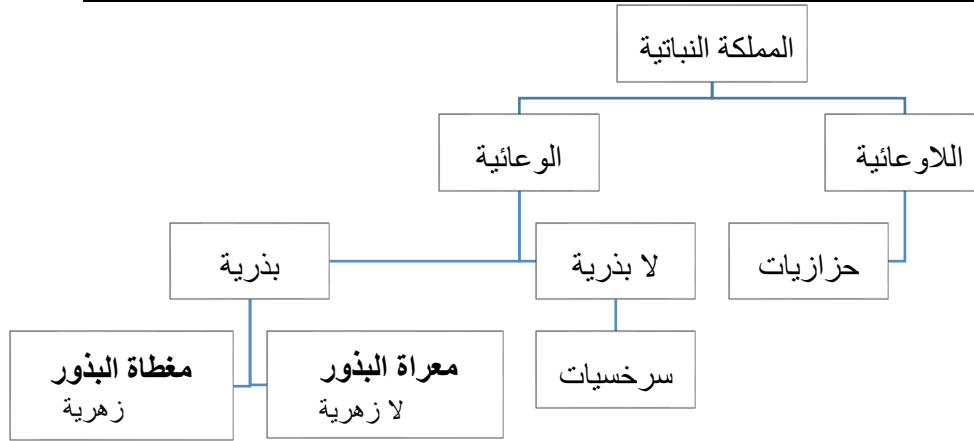 المملكة النباتية
اللاوعائية
الوعائية
حزازيات
لا بذرية
بذرية
سرخسيات
معراة البذور
لا زهرية
مغطاة البذور
زهرية